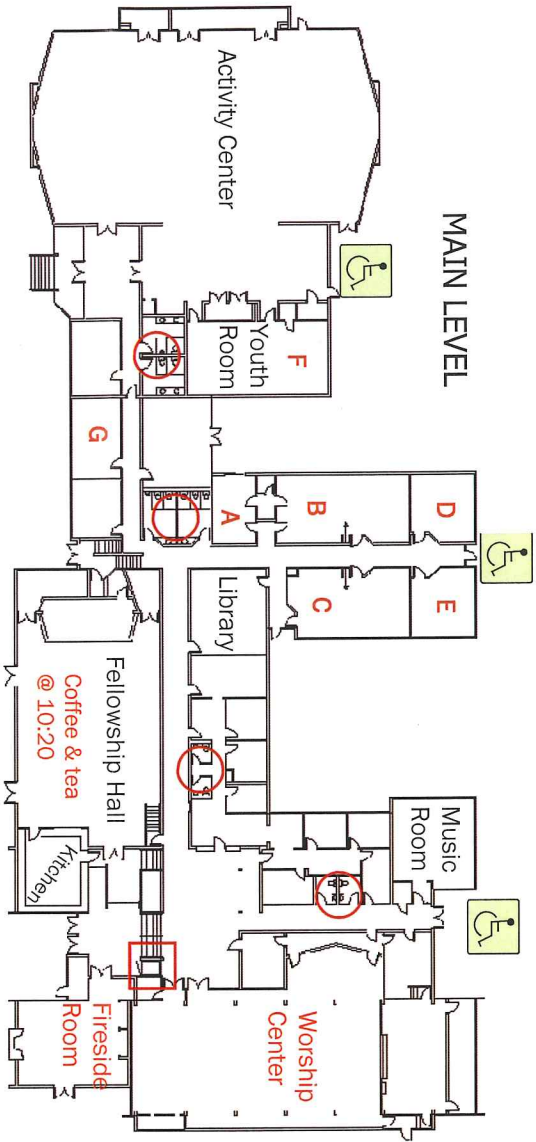 MAIN LEVEL
Activity Center
Youth
Room
F
G
A
B
D
C
E
Library
Fellowship Hall
Coffee & tea
@ 10:20
Kitchen
Music
Room
Worship
Center
Fireside
Room